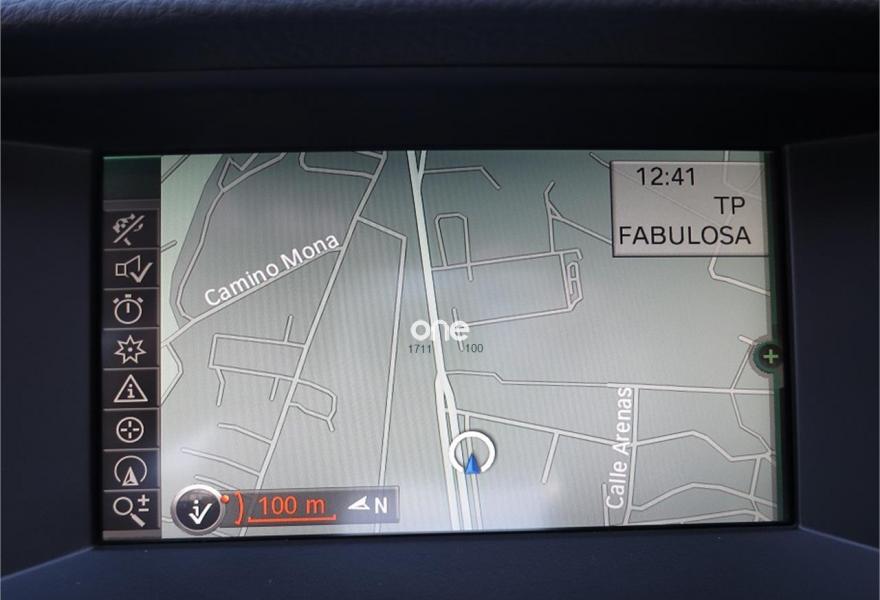 12:41
TP
FABULOSA
Camino Mona
one
1711 100
Calle Arenas
100 m
N